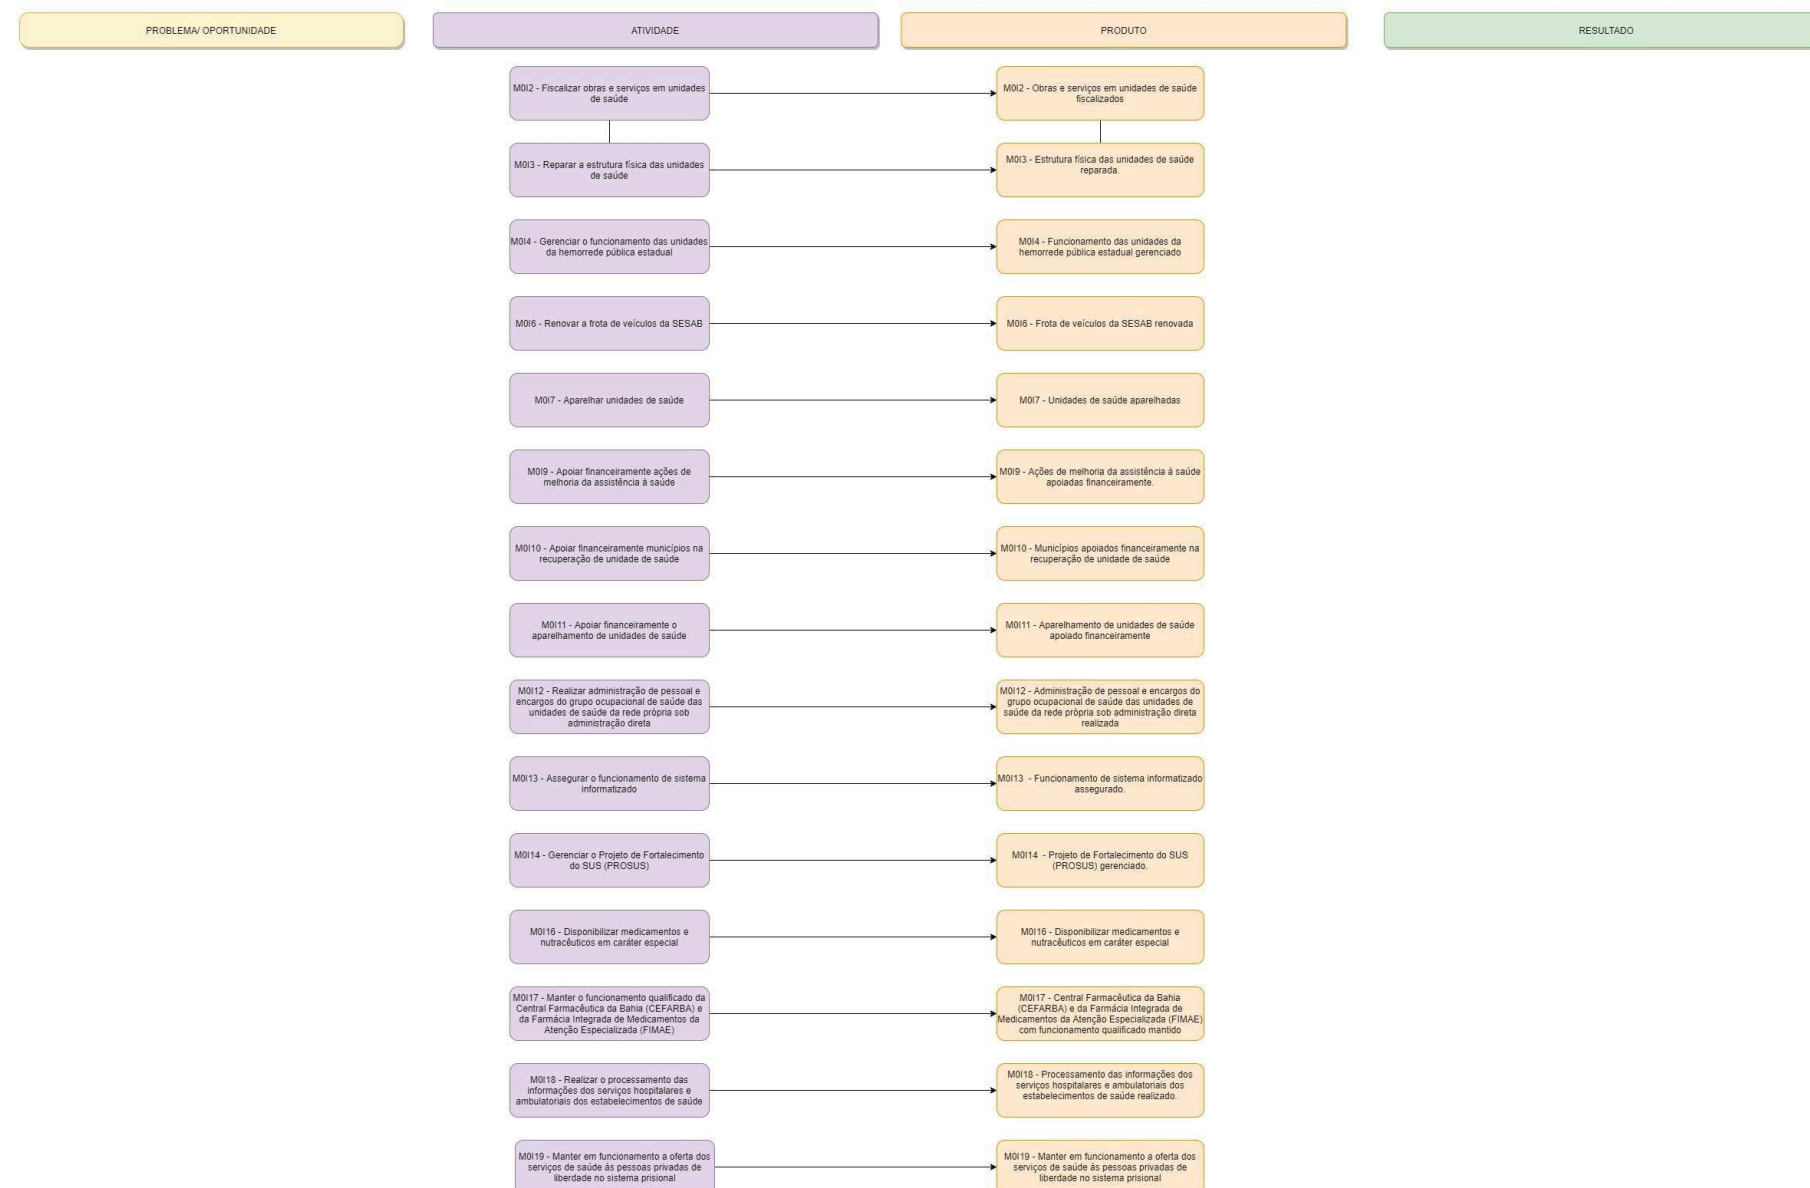 PROBLEMA/ OPORTUNIDADE
ATIVIDADE
PRODUTO
RESULTADO
M0I2 - Fiscalizar obras e serviços em unidades
de saúde
M0I2 - Obras e serviços em unidades de saúde
fiscalizados
M0I3 - Reparar a estrutura física das unidades
de saúde
M0I3 - Estrutura física das unidades de saúde
reparada.
M0I4 - Gerenciar o funcionamento das unidades
da hemorrede pública estadual
M0I4 - Funcionamento das unidades da
hemorrede pública estadual gerenciado
M0I6 - Renovar a frota de veículos da SESAB
M0I6 - Frota de veículos da SESAB renovada
M0I7 - Aparelhar unidades de saúde
M0I7 - Unidades de saúde aparelhadas
M0I9 - Apoiar financeiramente ações de
melhoria da assistência á saúde
M0I9 - Ações de melhoria da assistência á saúde
apoiadas financeiramente.
M0I10 - Apoiar financeiramente municípios na
recuperação de unidade de saúde
M0I10 - Municípios apoiados financeiramente na
recuperação de unidade de saúde
M0I11 - Apoiar financeiramente o
aparelhamento de unidades de saúde
M0I11 - Aparelhamento de unidades de saúde
apoiado financeiramente
M0I12 - Realizar administração de pessoal e
encargos do grupo ocupacional de saúde das
unidades de saúde da rede própria sob
administração direta
M0I12 - Administração de pessoal e encargos do
grupo ocupacional de saúde das unidades de
saúde da rede própria sob administração direta
realizada
M0I13 - Assegurar o funcionamento de sistema
informatizado
M0I13 - Funcionamento de sistema informatizado
assegurado.
M0I14 - Gerenciar o Projeto de Fortalecimento
do SUS (PROSUS)
M0I14 - Projeto de Fortalecimento do SUS
(PROSUS) gerenciado.
M0I16 - Disponibilizar medicamentos e
nutracêuticos em caráter especial
M0I16 - Disponibilizar medicamentos e
nutracêuticos em caráter especial
M0I17 - Manter o funcionamento qualificado da
Central Farmacêutica da Bahia (CEFARBA) e
da Farmácia Integrada de Medicamentos da
Atenção Especializada (FIMAE)
M0I17 - Central Farmacêutica da Bahia
(CEFARBA) e da Farmácia Integrada de
Medicamentos da Atenção Especializada (FIMAE)
com funcionamento qualificado mantido
M0I18 - Realizar o processamento das
informações dos serviços hospitalares e
ambulatoriais dos estabelecimentos de saúde
M0I18 - Processamento das informações dos
serviços hospitalares e ambulatoriais dos
estabelecimentos de saúde realizado.
M0I19 - Manter em funcionamento a oferta dos
serviços de saúde ás pessoas privadas de
liberdade no sistema prisional
M0I19 - Manter em funcionamento a oferta dos
serviços de saúde ás pessoas privadas de
liberdade no sistema prisional